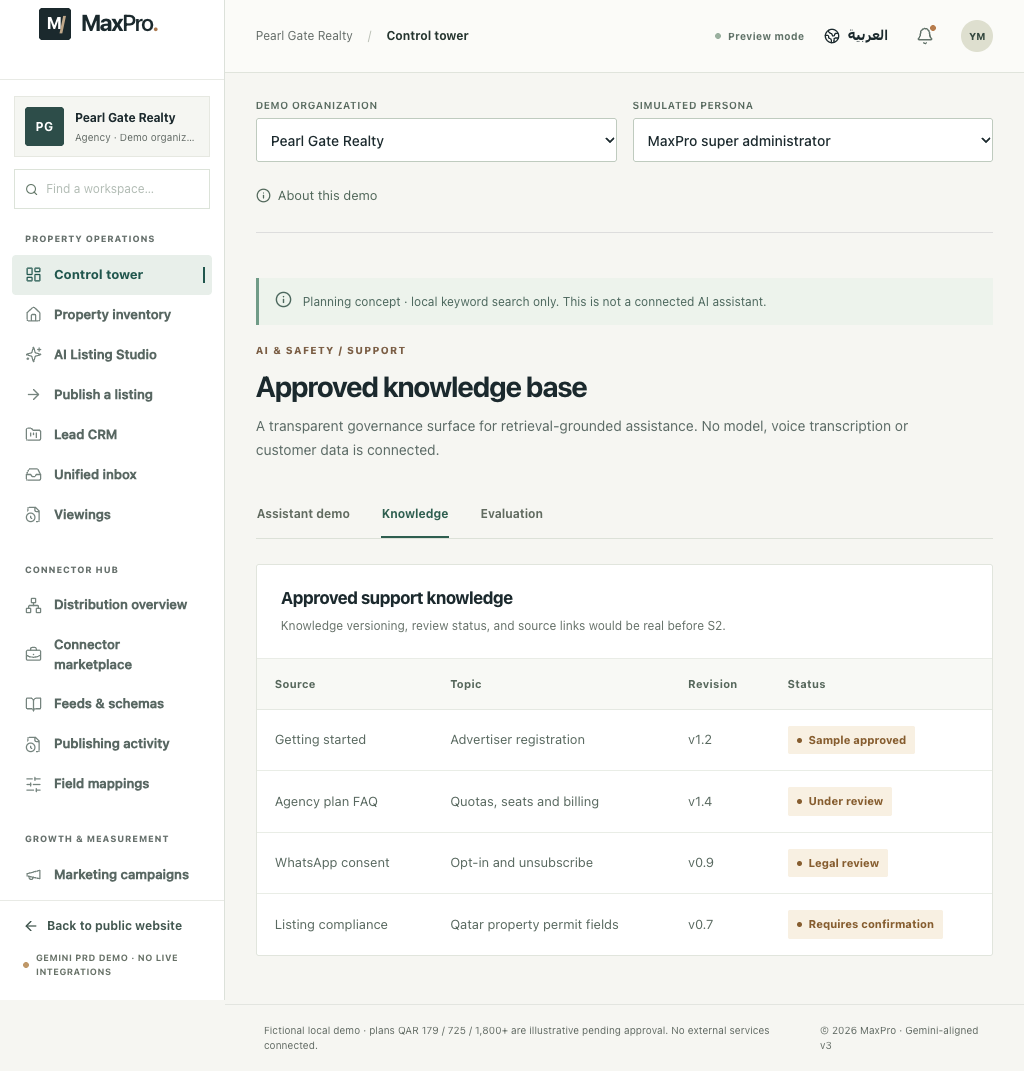 M/ MaxPro.
PG
Pearl Gate Realty
Agency · Demo organiz...
Find a workspace...
PROPERTY OPERATIONS
Control tower
Property inventory
AI Listing Studio
Publish a listing
Lead CRM
Unified inbox
Viewings
CONNECTOR HUB
Distribution overview
Connector
marketplace
Feeds & schemas
Publishing activity
Field mappings
GROWTH & MEASUREMENT
Marketing campaigns
Back to public website
GEMINI PRD DEMO · NO LIVE
INTEGRATIONS
Pearl Gate Realty / Control tower
Preview mode
العربية
YM
DEMO ORGANIZATION
Pearl Gate Realty
SIMULATED PERSONA
MaxPro super administrator
About this demo
Planning concept · local keyword search only. This is not a connected AI assistant.
AI & SAFETY / SUPPORT
Approved knowledge base
A transparent governance surface for retrieval-grounded assistance. No model, voice transcription or
customer data is connected.
Assistant demo Knowledge Evaluation
Approved support knowledge
Knowledge versioning, review status, and source links would be real before S2.
Source Topic Revision Status
Getting started Advertiser registration v1.2 Sample approved
Agency plan FAQ Quotas, seats and billing v1.4 Under review
WhatsApp consent Opt-in and unsubscribe v0.9 Legal review
Listing compliance Qatar property permit fields v0.7 Requires confirmation
Fictional local demo · plans QAR 179 / 725 / 1,800+ are illustrative pending approval. No external services
connected.
© 2026 MaxPro · Gemini-aligned
v3